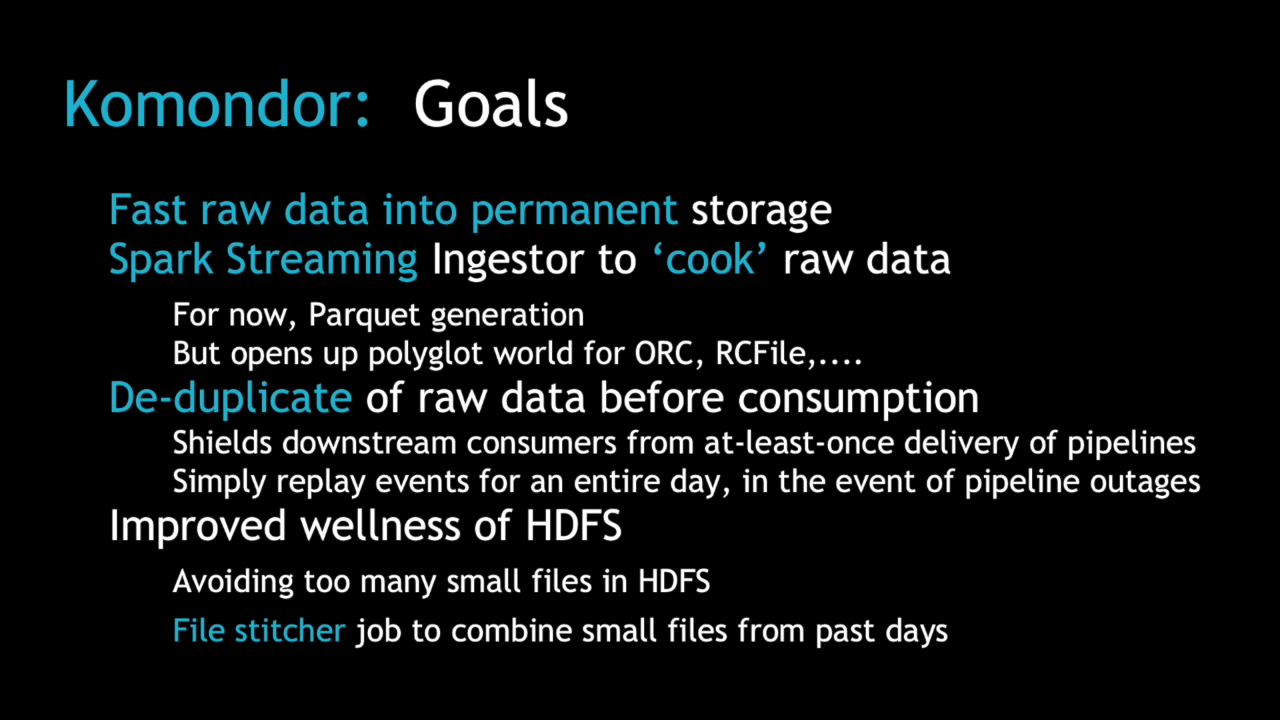 Komondor: Goals
Fast raw data into permanent storage
Spark Streaming Ingestor to ‘cook’ raw data
For now, Parquet generation
But opens up polyglot world for ORC, RCFile,....
De-duplicate of raw data before consumption
Shields downstream consumers from at-least-once delivery of pipelines
Simply replay events for an entire day, in the event of pipeline outages
Improved wellness of HDFS
Avoiding too many small files in HDFS
File stitcher job to combine small files from past days